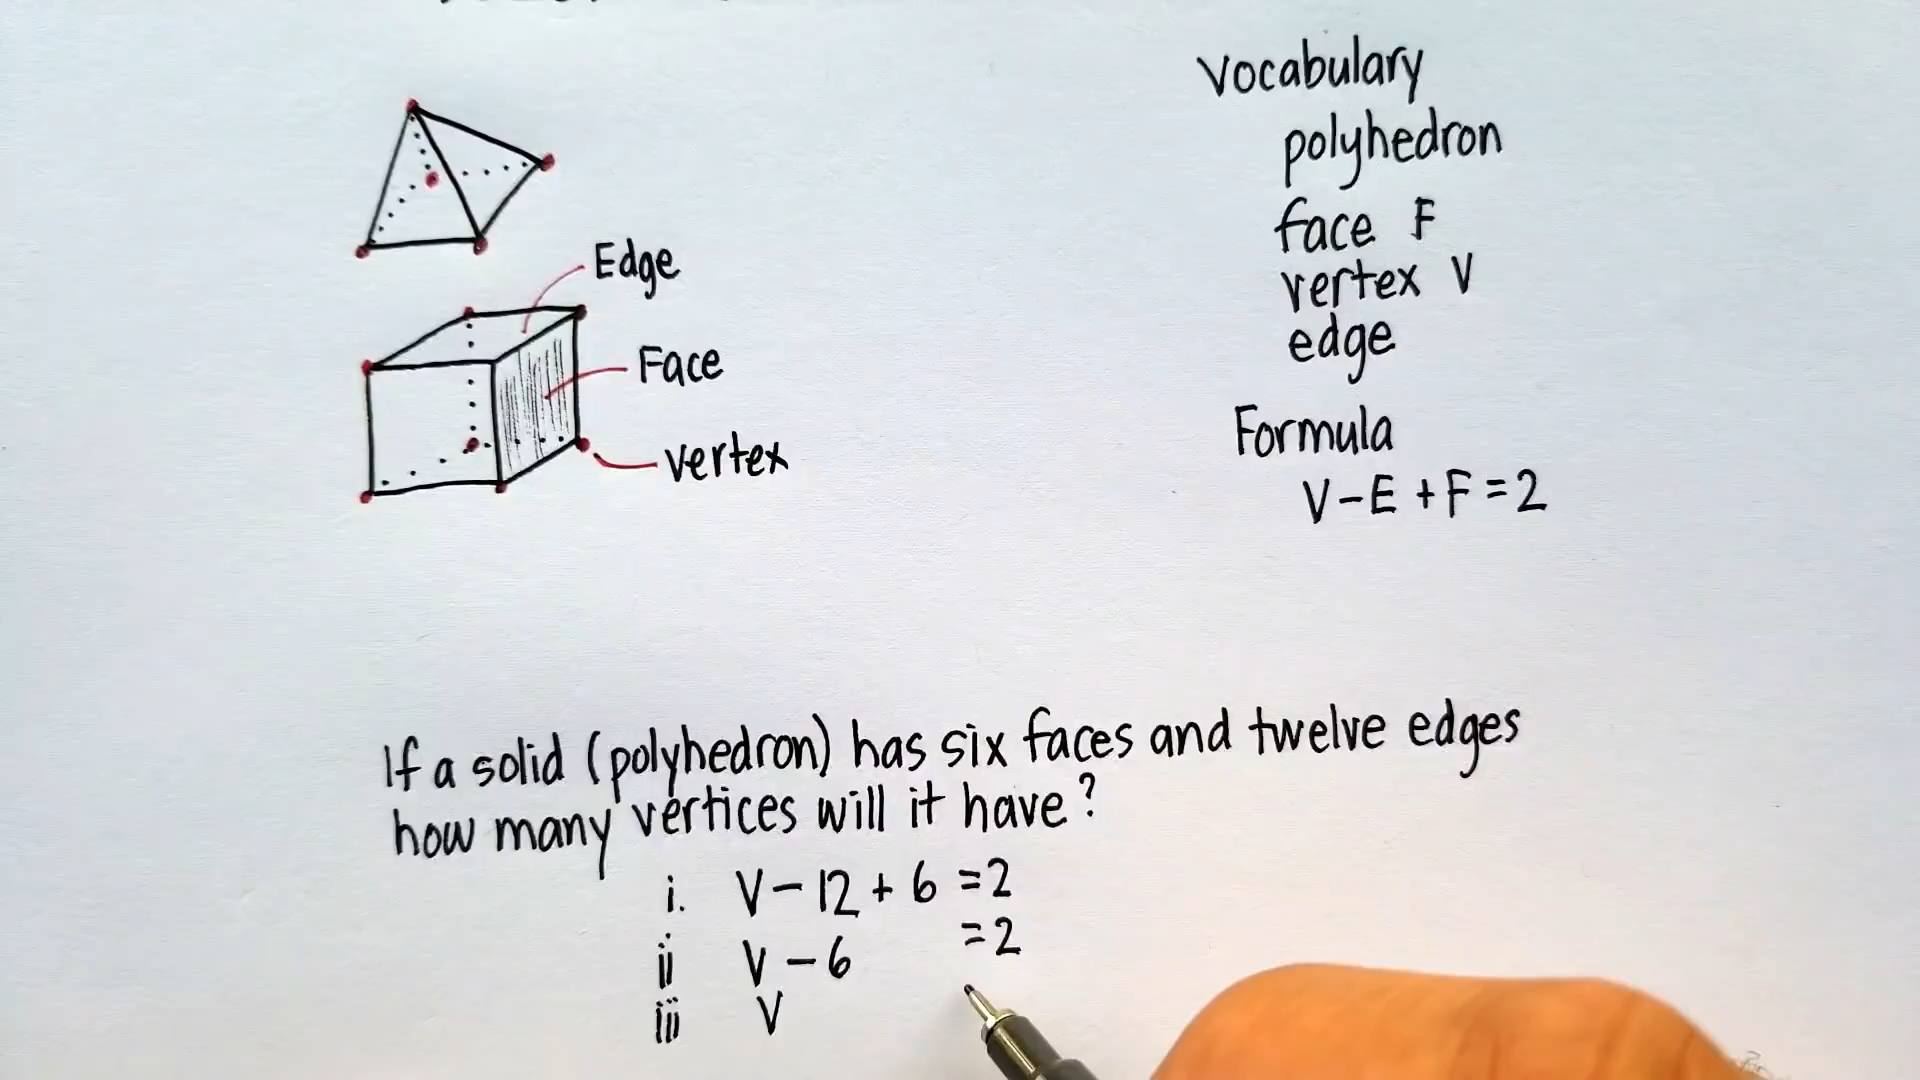 Edge
Face
vertex
Vocabulary
polyhedron
face F
vertex V
edge
Formula
V-E+F=2
If a solid (polyhedron) has six faces and twelve edges
how many vertices will it have?
i. V-12+6 =2
ii V-6 =2
iii V